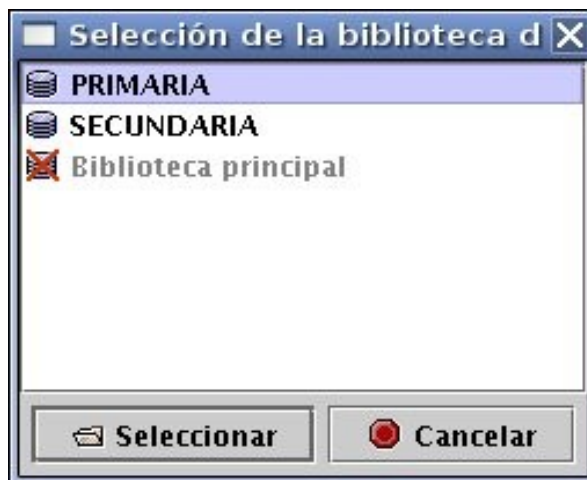 Selección de la biblioteca d
PRIMARIA
SECUNDARIA
Biblioteca principal
Seleccionar
Cancelar